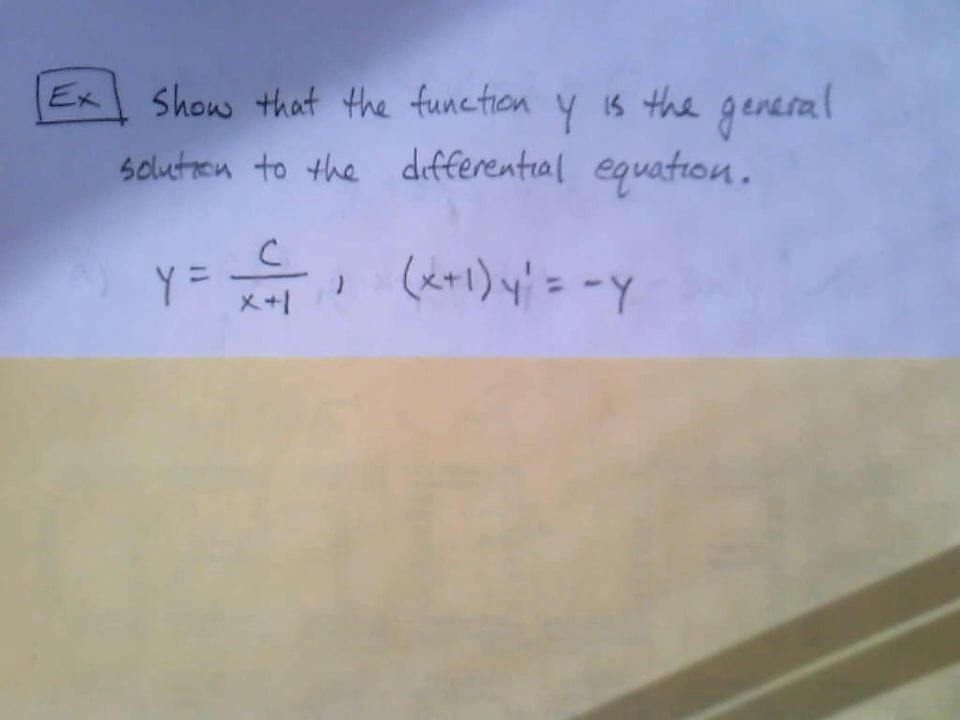 Ex Show that the function y is the general
solution to the differential equation.
y = C/(x+1) , (x+1) y' = -y